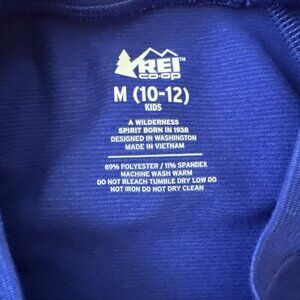 REI
CO·OP
M (10-12)
KIDS
A WILDERNESS
SPIRIT BORN IN 1938
DESIGNED IN WASHINGTON
MADE IN VIETNAM
89% POLYESTER / 11% SPANDEX
MACHINE WASH WARM
DO NOT BLEACH TUMBLE DRY LOW DO
NOT IRON DO NOT DRY CLEAN